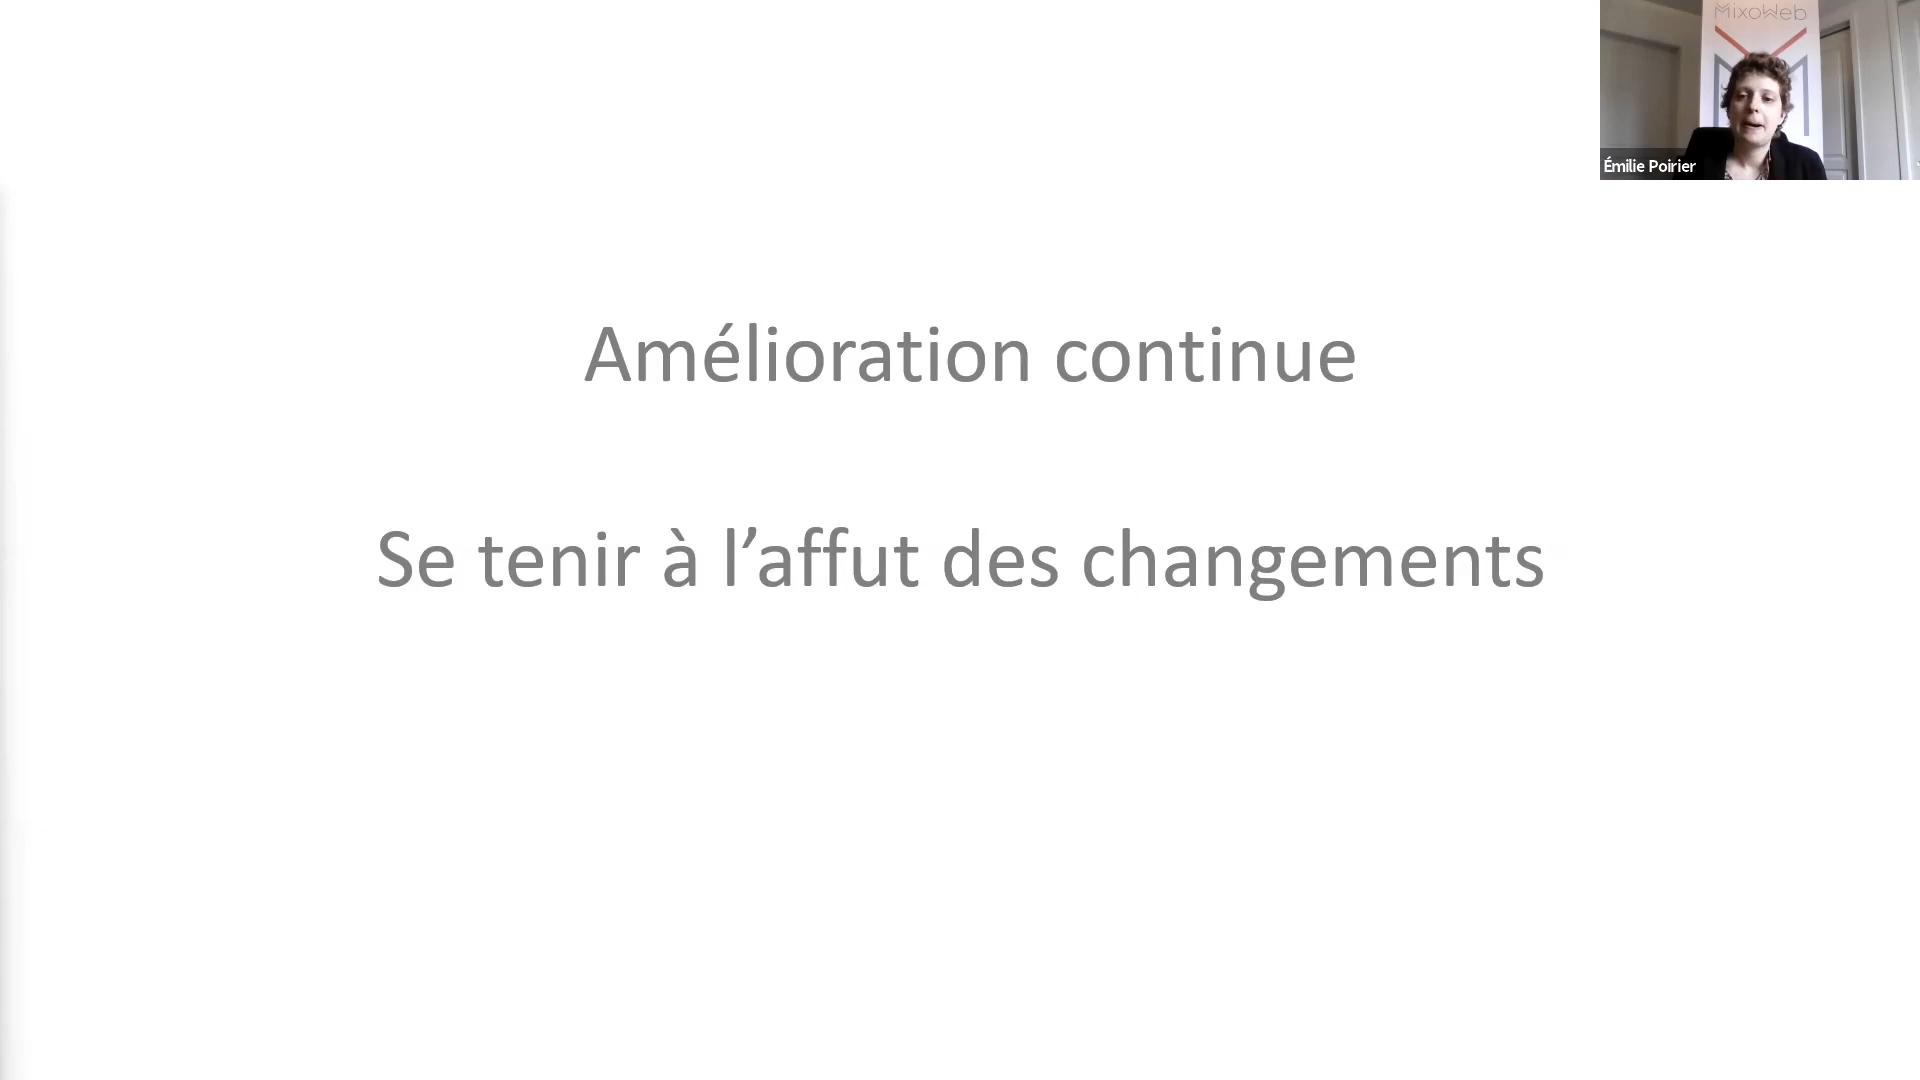 MixoWeb
Émilie Poirier
Amélioration continue
Se tenir à l’affut des changements